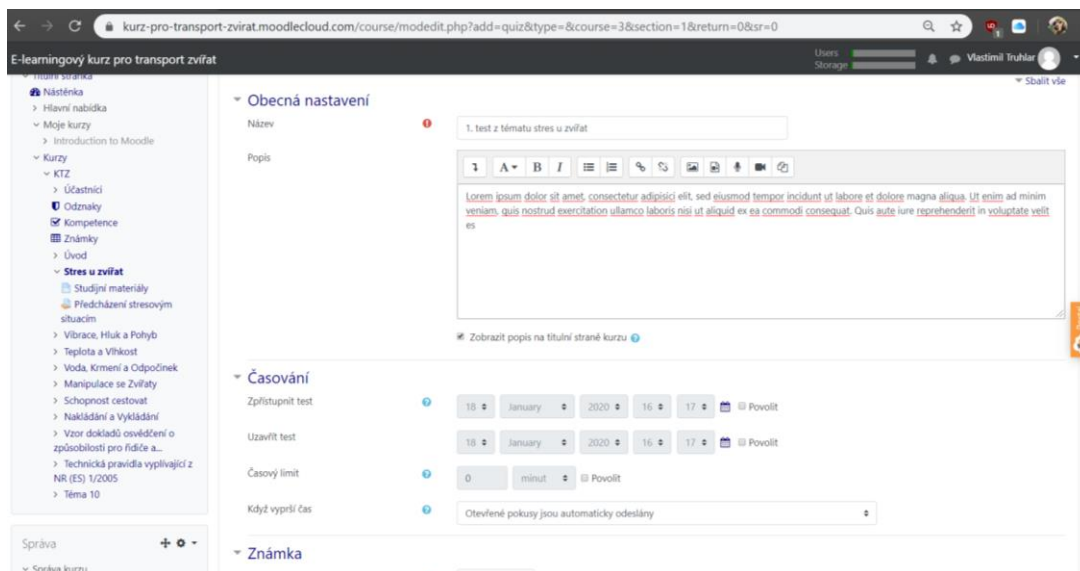 kurz-pro-transport-zvirat.moodlecloud.com/course/modedit.php?add=quiz&type=&course=3&section=1&return=0&sr=0
E-learningový kurz pro transport zvířat
Users
Storage
Vlastimil Truhlar
Titulní stránka
Nástěnka
Hlavní nabídka
Moje kurzy
Introduction to Moodle
Kurzy
KTZ
Účastníci
Odznaky
Kompetence
Známky
Úvod
Stres u zvířat
Studijní materiály
Předcházení stresovým
situacím
Vibrace, Hluk a Pohyb
Teplota a Vlhkost
Voda, Krmení a Odpočinek
Manipulace se Zvířaty
Schopnost cestovat
Nakládání a Vykládání
Vzor dokladů osvědčení o
způsobilosti pro řidiče a...
Technická pravidla vyplívající z
NR (ES) 1/2005
Téma 10
Správa
Správa kurzu
Sbalit vše
Obecná nastavení
Název
1. test z tématu stres u zvířat
Popis
A B I
Lorem ipsum dolor sit amet, consectetur adipisici elit, sed eiusmod tempor incidunt ut labore et dolore magna aliqua. Ut enim ad minim
veniam, quis nostrud exercitation ullamco laboris nisi ut aliquid ex ea commodi consequat. Quis aute iure reprehenderit in voluptate velit
es
Zobrazit popis na titulní straně kurzu
Časování
Zpřístupnit test
18 January 2020 16 17 Povolit
Uzavřít test
18 January 2020 16 17 Povolit
Časový limit
0 minut Povolit
Když vyprší čas
Otevřené pokusy jsou automaticky odeslány
Známka